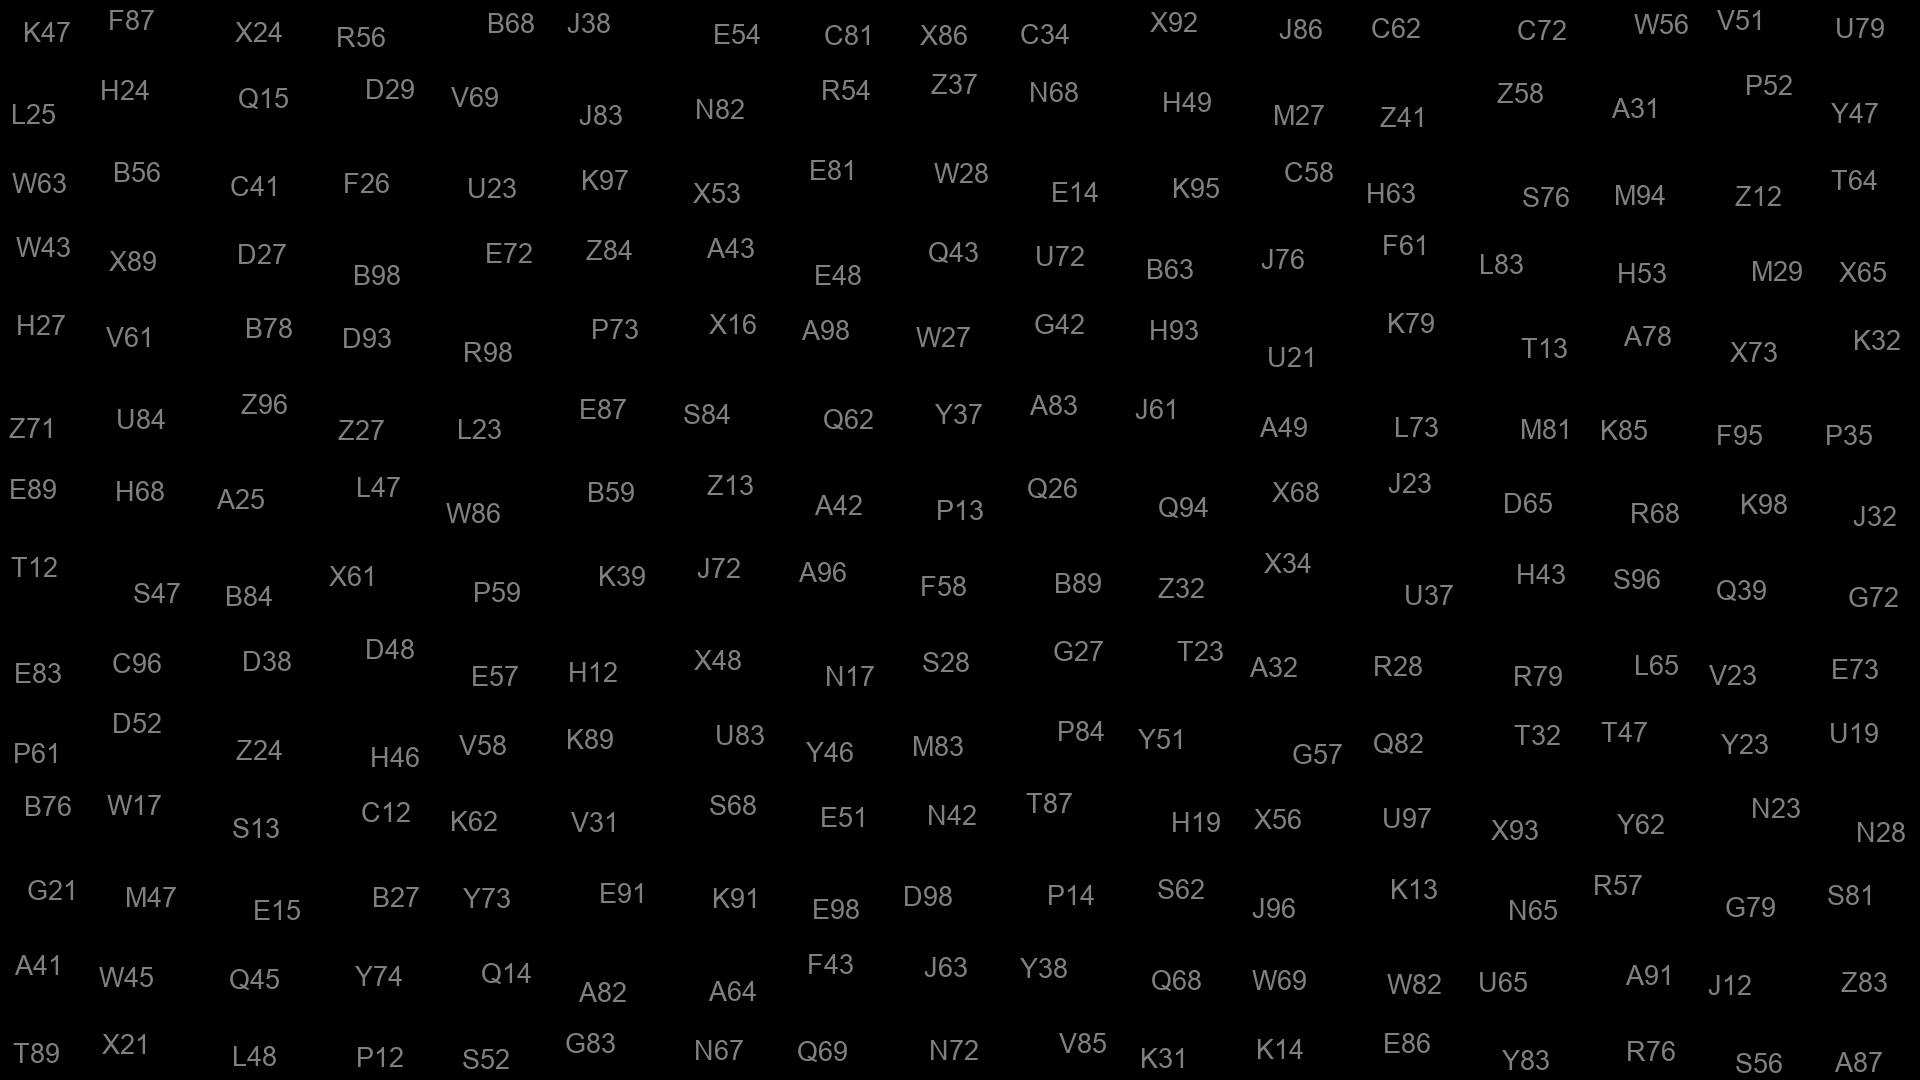 K47 F87 X24 R56 B68 J38 E54 C81 X86 C34 X92 J86 C62 C72 W56 V51 U79
L25 H24 Q15 D29 V69 J83 N82 R54 Z37 N68 H49 M27 Z41 Z58 A31 P52 Y47
W63 B56 C41 F26 U23 K97 X53 E81 W28 E14 K95 C58 H63 S76 M94 Z12 T64
W43 X89 D27 B98 E72 Z84 A43 E48 Q43 U72 B63 J76 F61 L83 H53 M29 X65
H27 V61 B78 D93 R98 P73 X16 A98 W27 G42 H93 U21 K79 T13 A78 X73 K32
Z71 U84 Z96 Z27 L23 E87 S84 Q62 Y37 A83 J61 A49 L73 M81 K85 F95 P35
E89 H68 A25 L47 W86 B59 Z13 A42 P13 Q26 Q94 X68 J23 D65 R68 K98 J32
T12 S47 B84 X61 P59 K39 J72 A96 F58 B89 Z32 X34 U37 H43 S96 Q39 G72
E83 C96 D38 D48 E57 H12 X48 N17 S28 G27 T23 A32 R28 R79 L65 V23 E73
P61 D52 Z24 H46 V58 K89 U83 Y46 M83 P84 Y51 G57 Q82 T32 T47 Y23 U19
B76 W17 S13 C12 K62 V31 S68 E51 N42 T87 H19 X56 U97 X93 Y62 N23 N28
G21 M47 E15 B27 Y73 E91 K91 E98 D98 P14 S62 J96 K13 N65 R57 G79 S81
A41 W45 Q45 Y74 Q14 A82 A64 F43 J63 Y38 Q68 W69 W82 U65 A91 J12 Z83
T89 X21 L48 P12 S52 G83 N67 Q69 N72 V85 K31 K14 E86 Y83 R76 S56 A87